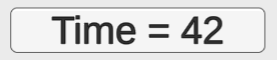 Time = 42